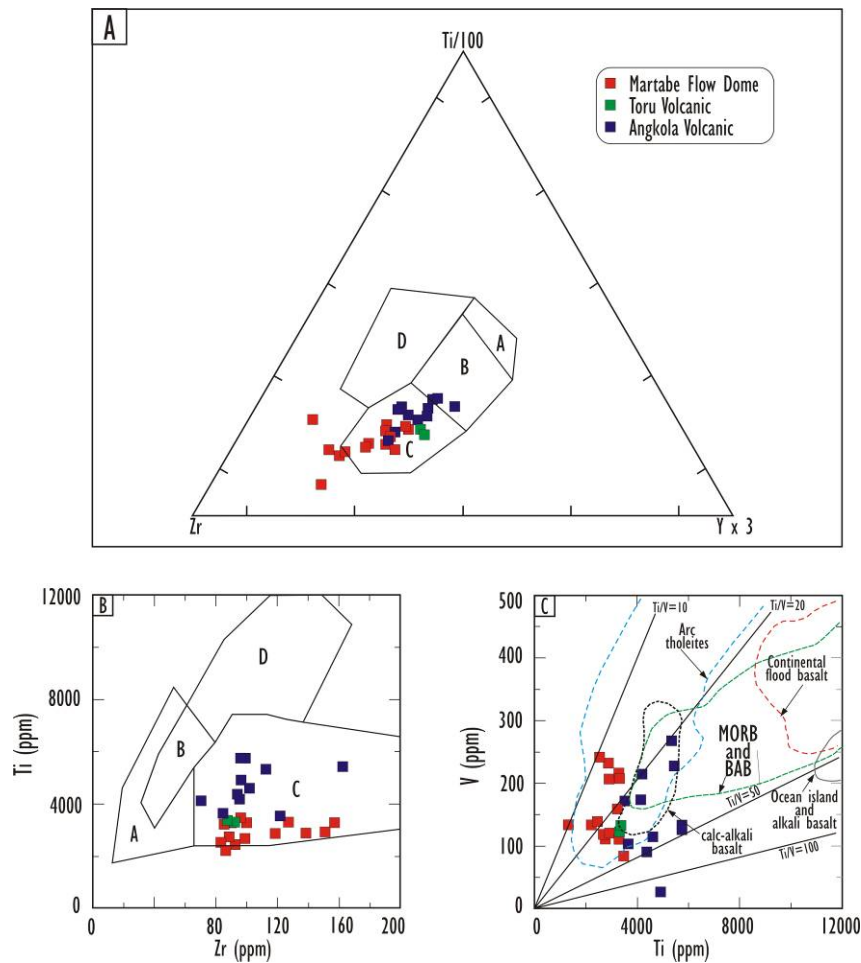 A
Ti/100
Martabe Flow Dome
Toru Volcanic
Angkola Volcanic
D
A
B
C
Zr
Y x 3
B
12000
8000
4000
0
Ti (ppm)
D
B
C
A
0
40
80
120
160
200
Zr (ppm)
C
500
400
300
200
100
0
V (ppm)
Ti/V=10
Ti/V=20
Arc
tholeites
Continental
flood basalt
MORB
and
BAB
Ti/V=50
Ocean island
and
alkali basalt
calc-alkali
basalt
Ti/V=100
0
4000
8000
12000
Ti (ppm)